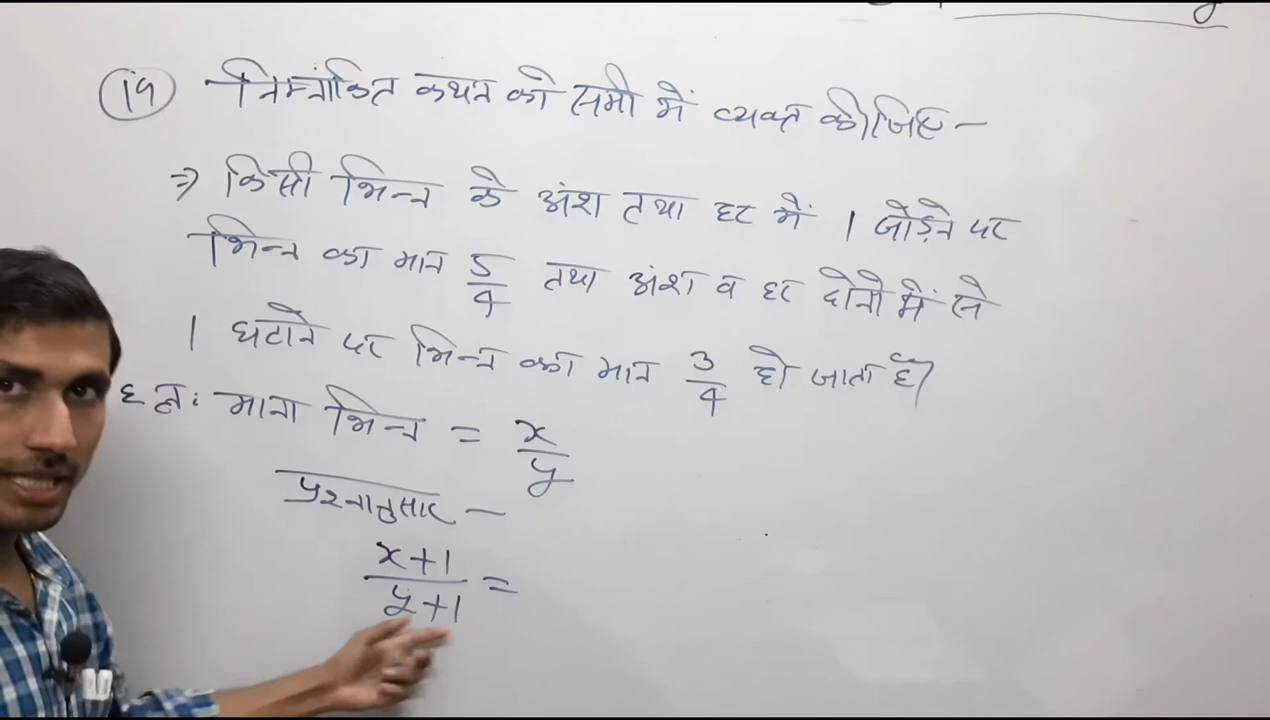 (19) निम्नांकित कथन को समी में व्यक्त कीजिए -
⇒ किसी भिन्न के अंश तथा हर में 1 जोड़ने पर
भिन्न का मान 5/4 तथा अंश व हर दोनो में से
1 घटाने पर भिन्न का मान 3/4 हो जाता है।
हल: माना भिन्न = x/y
प्रश्नानुसार -
x+1/y+1 =